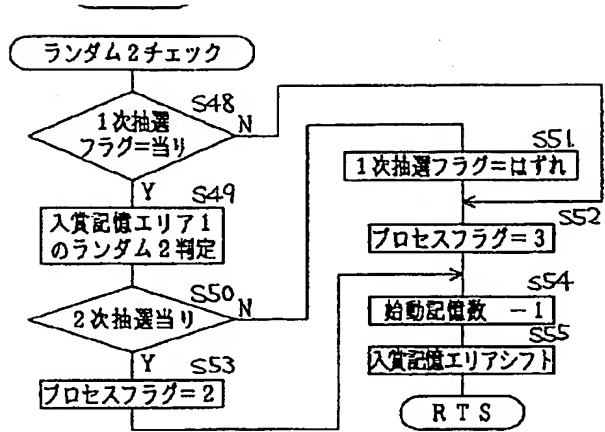 ランダム2チェック
S48
1次抽選
フラグ=当り
N
Y
S49
入賞記憶エリア1
のランダム2判定
S50
2次抽選当り
N
Y
S53
プロセスフラグ=2
S51
1次抽選フラグ=はずれ
S52
プロセスフラグ=3
S54
始動記憶数 -1
S55
入賞記憶エリアシフト
RTS